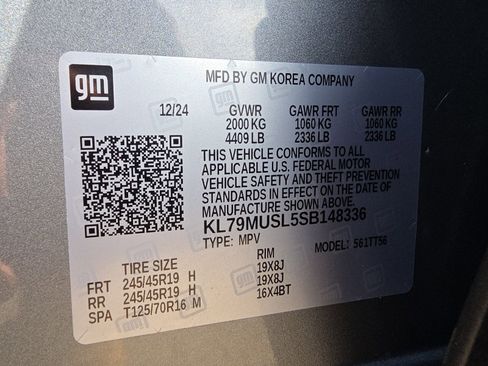 gm
MFD BY GM KOREA COMPANY
12/24 GVWR GAWR FRT GAWR RR
2000 KG 1060 KG 1060 KG
4409 LB 2336 LB 2336 LB
THIS VEHICLE CONFORMS TO ALL
APPLICABLE U.S. FEDERAL MOTOR
VEHICLE SAFETY AND THEFT PREVENTION
STANDARDS IN EFFECT ON THE DATE OF
MANUFACTURE SHOWN ABOVE.
KL79MUSL5SB148336
TYPE: MPV MODEL: 561TT56
TIRE SIZE RIM
FRT 245/45R19 H 19X8J
RR 245/45R19 H 19X8J
SPA T125/70R16 M 16X4BT